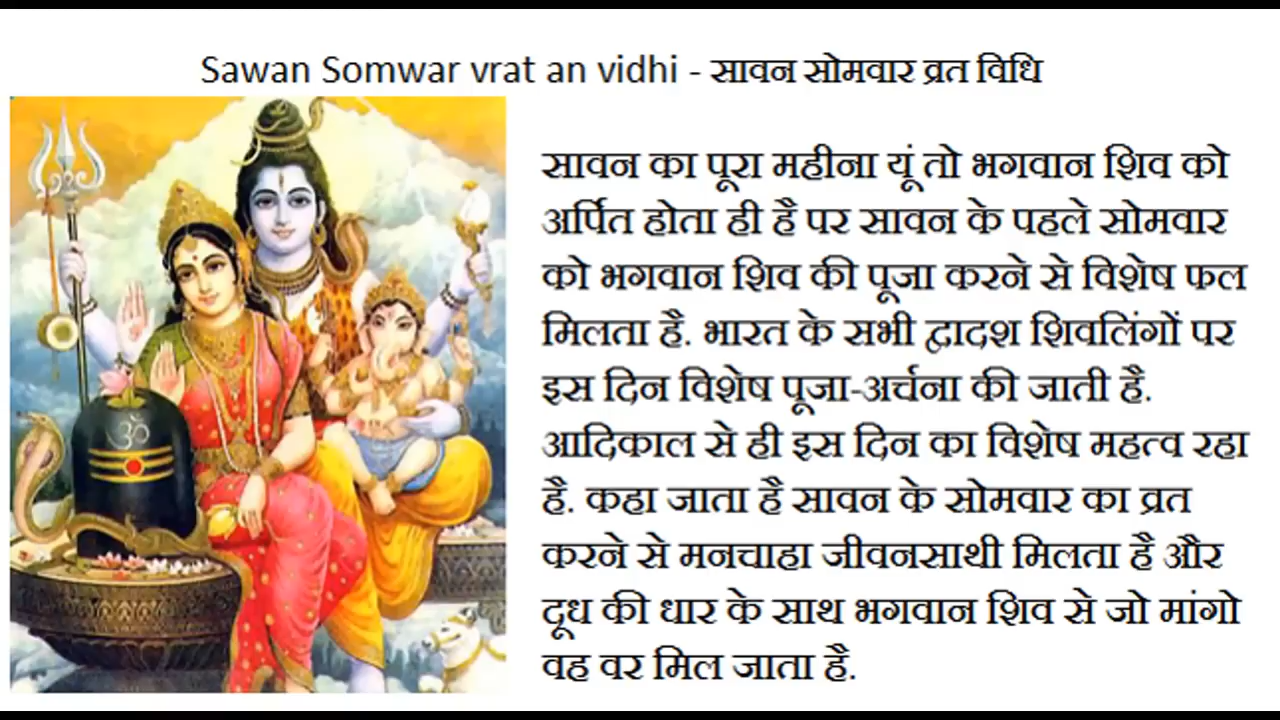 Sawan Somwar vrat an vidhi - सावन सोमवार व्रत विधि
सावन का पूरा महीना यूं तो भगवान शिव को
अर्पित होता ही है पर सावन के पहले सोमवार
को भगवान शिव की पूजा करने से विशेष फल
मिलता है. भारत के सभी द्वादश शिवलिंगों पर
इस दिन विशेष पूजा-अर्चना की जाती है.
आदिकाल से ही इस दिन का विशेष महत्व रहा
है. कहा जाता है सावन के सोमवार का व्रत
करने से मनचाहा जीवनसाथी मिलता है और
दूध की धार के साथ भगवान शिव से जो मांगो
वह वर मिल जाता है.
ॐ